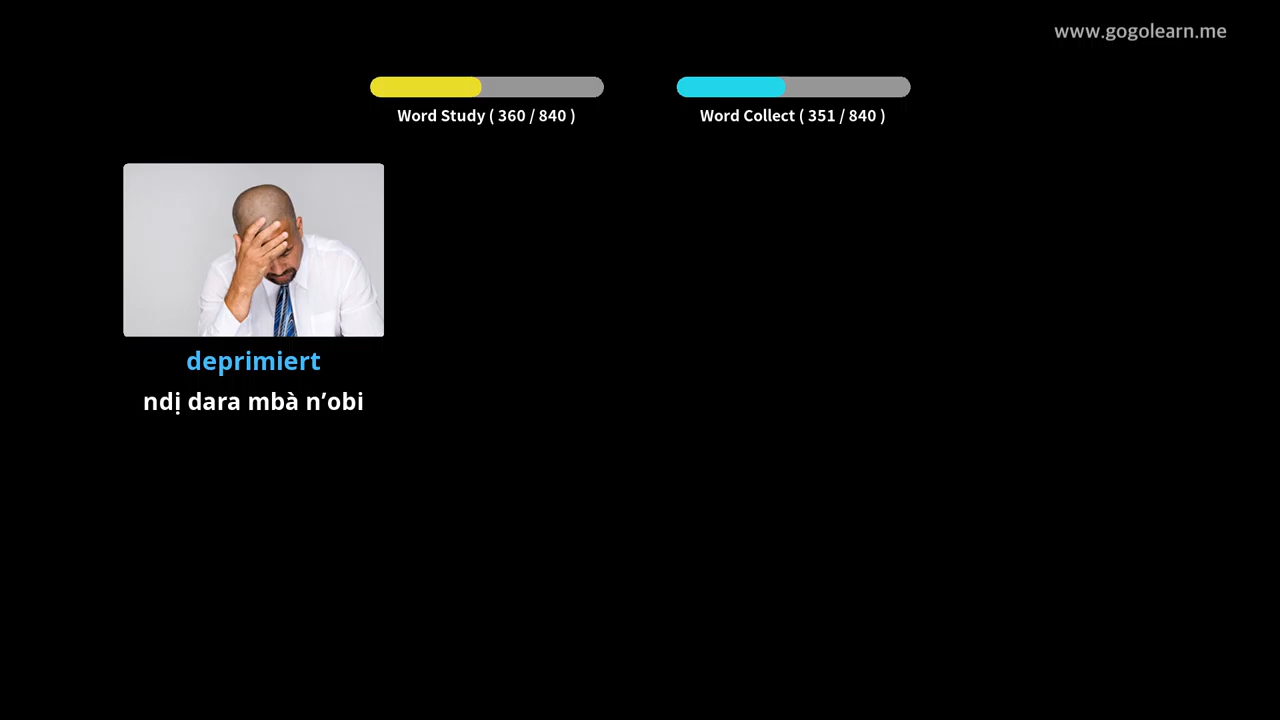 www.gogolearn.me
Word Study ( 360 / 840 )
Word Collect ( 351 / 840 )
deprimiert
ndị dara mbà n’obi